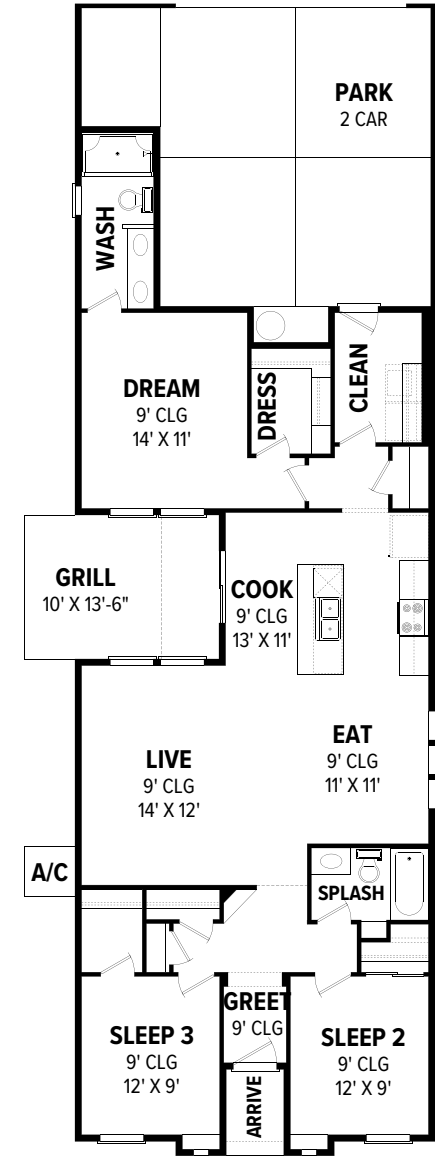 PARK
2 CAR
WASH
DREAM
9' CLG
14' X 11'
DRESS
CLEAN
GRILL
10' X 13'-6"
COOK
9' CLG
13' X 11'
EAT
9' CLG
11' X 11'
LIVE
9' CLG
14' X 12'
A/C
SPLASH
GREET
9' CLG
SLEEP 3
9' CLG
12' X 9'
SLEEP 2
9' CLG
12' X 9'
ARRIVE